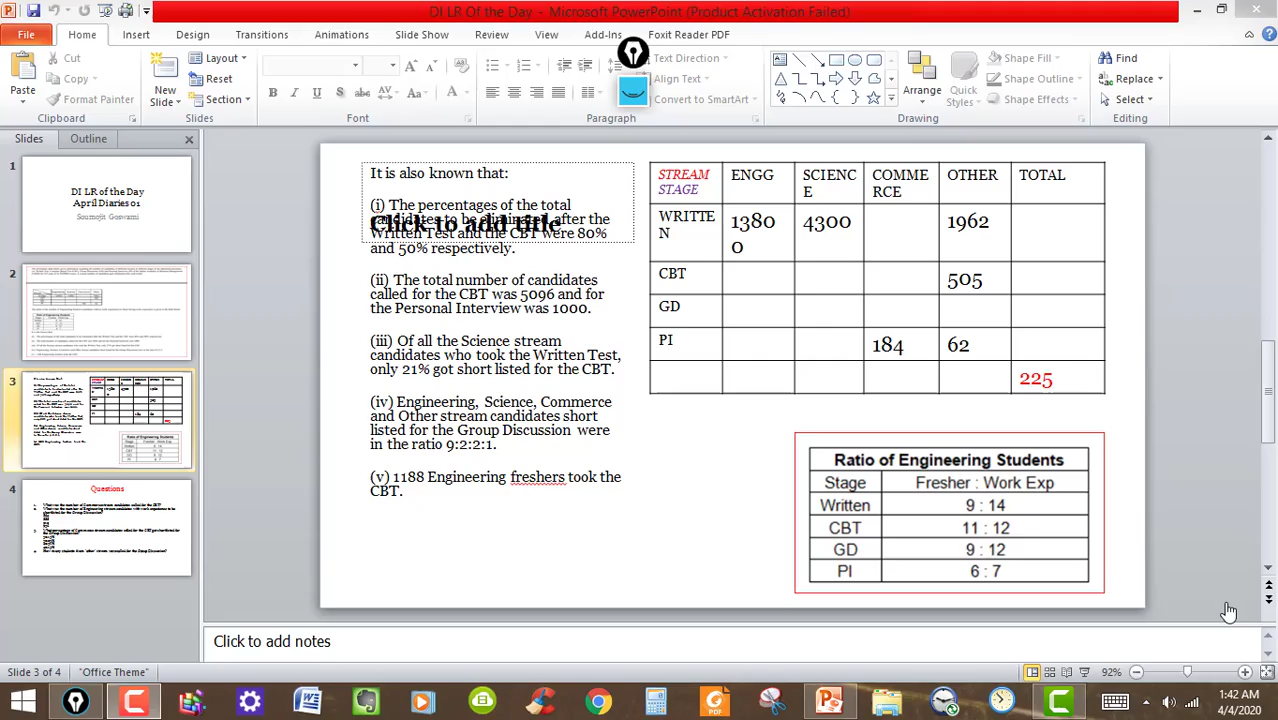 DI LR Of the Day - Microsoft PowerPoint (Product Activation Failed)
File Home Insert Design Transitions Animations Slide Show Review View Add-Ins Foxit Reader PDF
Paste
Cut
Copy
Format Painter
Clipboard
New Slide
Layout
Reset
Section
Slides
Font
Text Direction
Align Text
Convert to SmartArt
Paragraph
Arrange
Quick Styles
Shape Fill
Shape Outline
Shape Effects
Drawing
Find
Replace
Select
Editing
Slides Outline
1
DI LR of the Day
April Diaries 01
Soumojit Goswami
2
3
4
Questions
It is also known that:
(i) The percentages of the total
candidates to be eliminated after the
Click to add title
Written Test and the CBT were 80%
and 50% respectively.
(ii) The total number of candidates
called for the CBT was 5096 and for
the Personal Interview was 1000.
(iii) Of all the Science stream
candidates who took the Written Test,
only 21% got short listed for the CBT.
(iv) Engineering, Science, Commerce
and Other stream candidates short
listed for the Group Discussion were
in the ratio 9:2:2:1.
(v) 1188 Engineering freshers took the
CBT.
STREAM STAGE ENGG SCIENCE COMMERCE OTHER TOTAL
WRITTEN 13800 4300 1962
CBT 505
GD
PI 184 62
225
Ratio of Engineering Students
Stage Fresher : Work Exp
Written 9 : 14
CBT 11 : 12
GD 9 : 12
PI 6 : 7
Click to add notes
Slide 3 of 4 "Office Theme" 92%
1:42 AM
4/4/2020